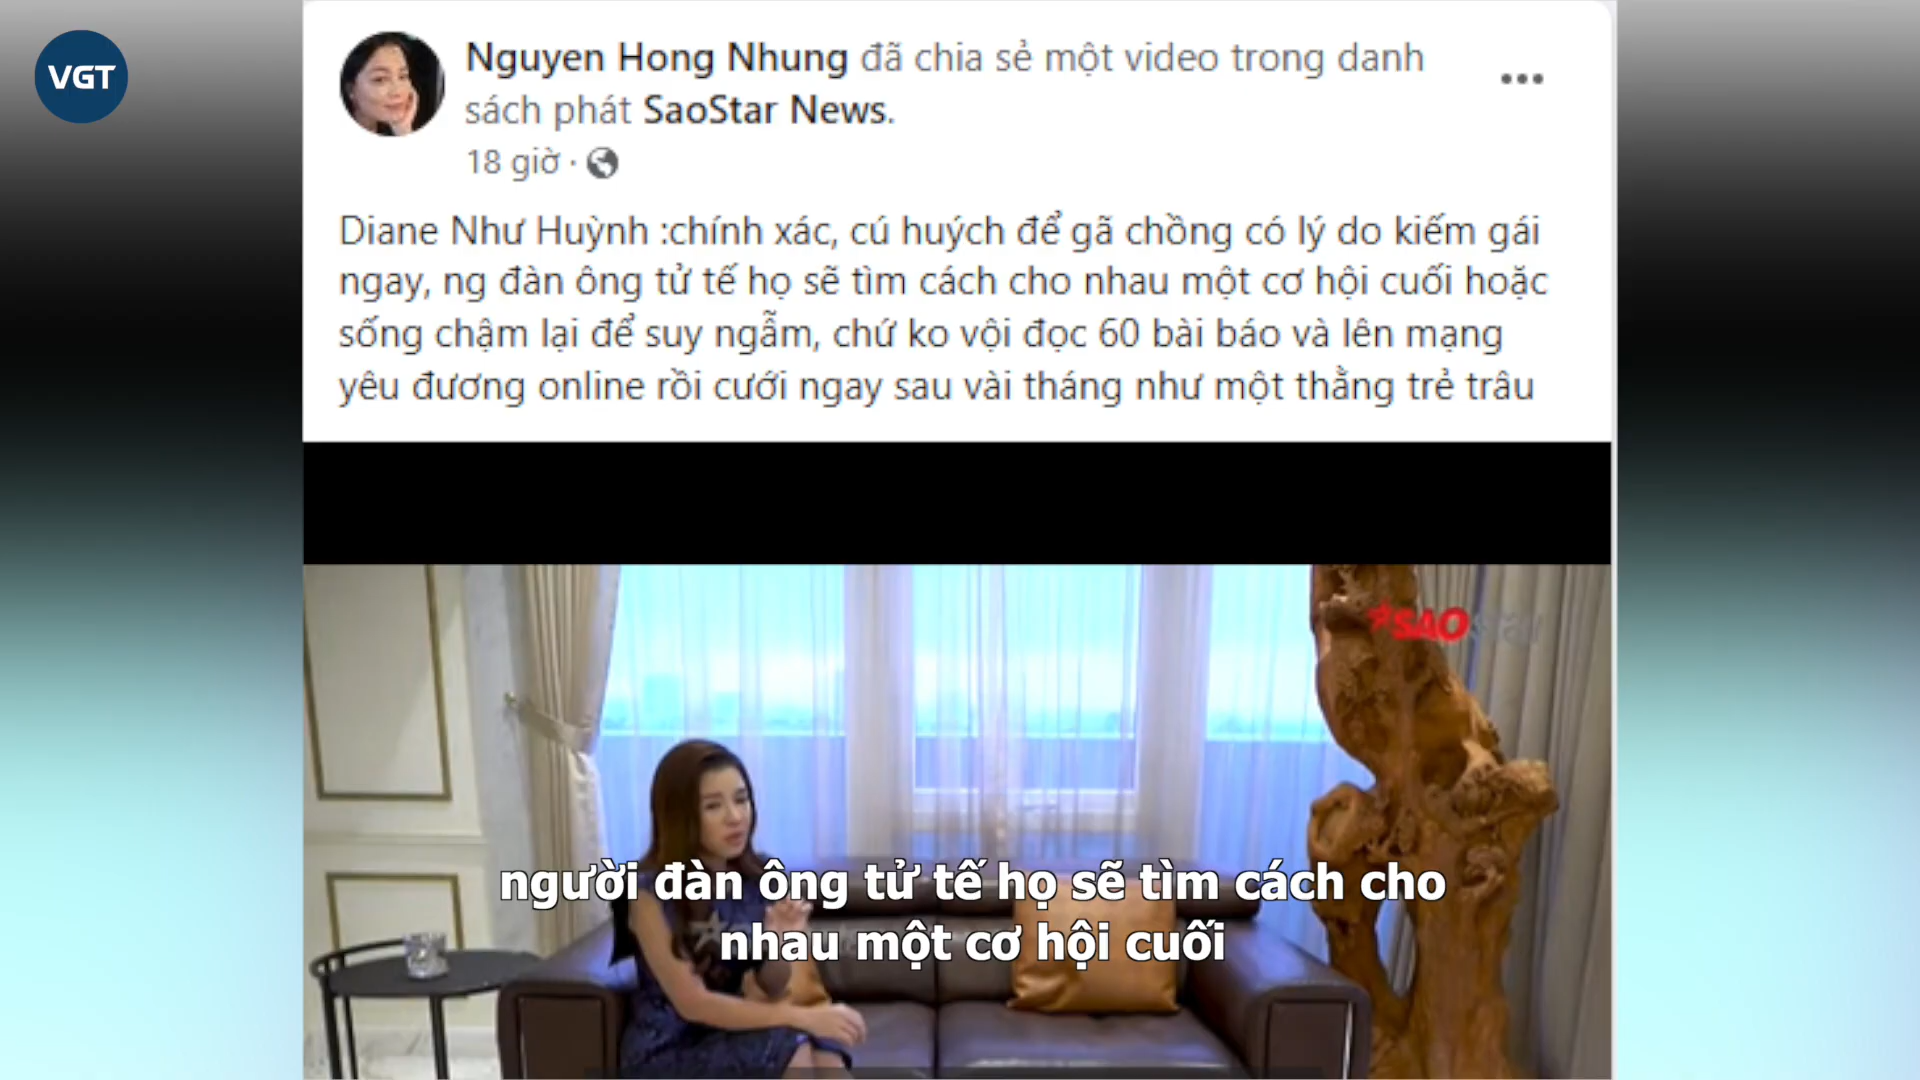 VGT
Nguyen Hong Nhung đã chia sẻ một video trong danh
sách phát SaoStar News.
18 giờ ·
Diane Như Huỳnh :chính xác, cú huých để gã chồng có lý do kiếm gái
ngay, ng đàn ông tử tế họ sẽ tìm cách cho nhau một cơ hội cuối hoặc
sống chậm lại để suy ngẫm, chứ ko vội đọc 60 bài báo và lên mạng
yêu đương online rồi cưới ngay sau vài tháng như một thằng trẻ trâu
SAOstar
người đàn ông tử tế họ sẽ tìm cách cho
nhau một cơ hội cuối